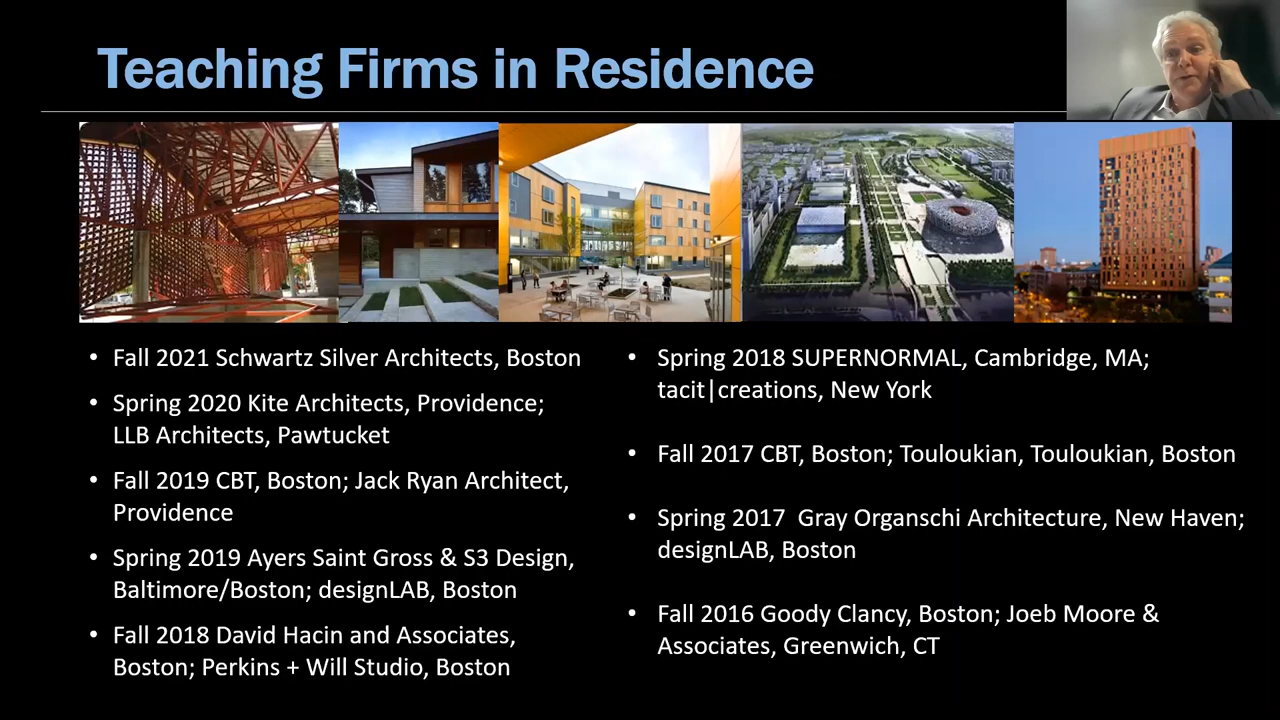 Teaching Firms in Residence
• Fall 2021 Schwartz Silver Architects, Boston
• Spring 2020 Kite Architects, Providence;
LLB Architects, Pawtucket
• Fall 2019 CBT, Boston; Jack Ryan Architect,
Providence
• Spring 2019 Ayers Saint Gross & S3 Design,
Baltimore/Boston; designLAB, Boston
• Fall 2018 David Hacin and Associates,
Boston; Perkins + Will Studio, Boston
• Spring 2018 SUPERNORMAL, Cambridge, MA;
tacit|creations, New York
• Fall 2017 CBT, Boston; Touloukian, Touloukian, Boston
• Spring 2017  Gray Organschi Architecture, New Haven;
designLAB, Boston
• Fall 2016 Goody Clancy, Boston; Joeb Moore &
Associates, Greenwich, CT